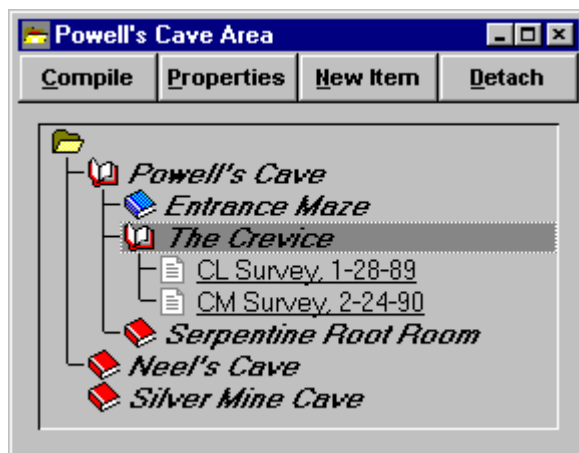 Powell's Cave Area
Compile Properties New Item Detach
Powell's Cave
Entrance Maze
The Crevice
CL Survey, 1-28-89
CM Survey, 2-24-90
Serpentine Root Room
Neel's Cave
Silver Mine Cave